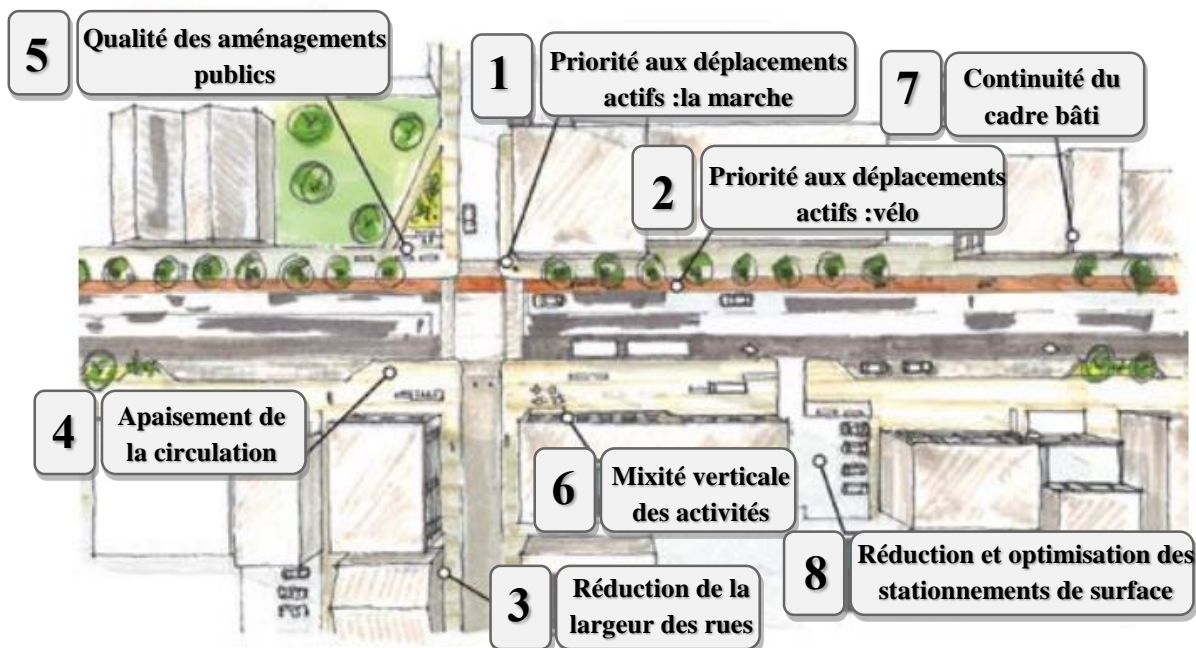 5
Qualité des aménagements
publics
1
Priorité aux déplacements
actifs :la marche
7
Continuité du
cadre bâti
2
Priorité aux déplacements
actifs :vélo
4
Apaisement de
la circulation
6
Mixité verticale
des activités
3
Réduction de la
largeur des rues
8
Réduction et optimisation des
stationnements de surface